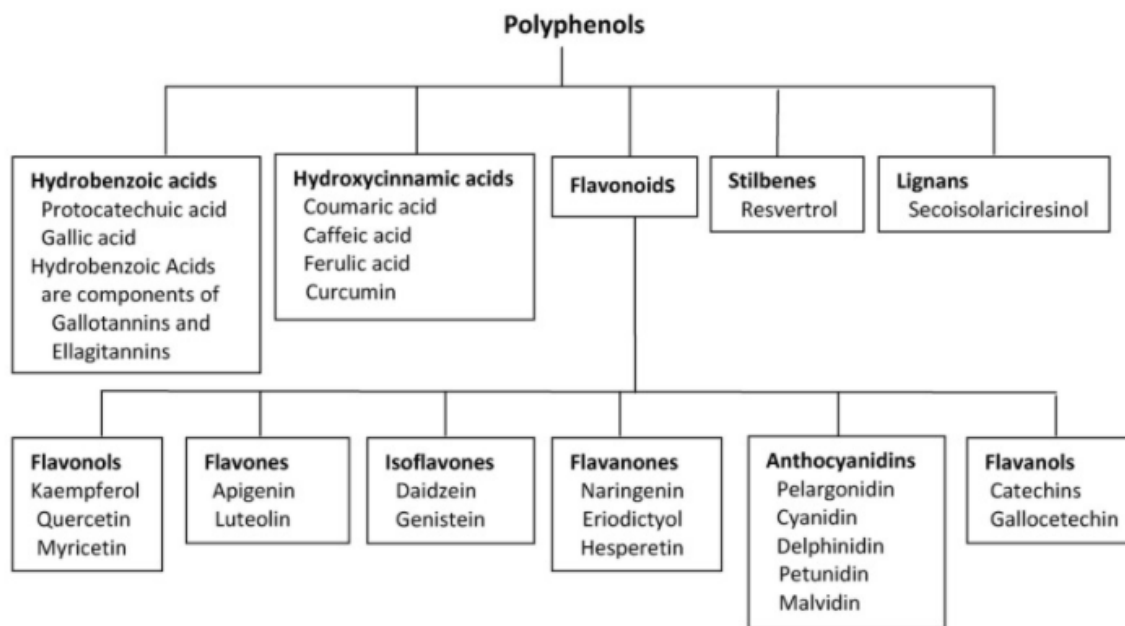 Polyphenols
Hydrobenzoic acids
Protocatechuic acid
Gallic acid
Hydrobenzoic Acids
are components of
Gallotannins and
Ellagitannins
Hydroxycinnamic acids
Coumaric acid
Caffeic acid
Ferulic acid
Curcumin
Flavonoids
Stilbenes
Resvertrol
Lignans
Secoisolariciresinol
Flavonols
Kaempferol
Quercetin
Myricetin
Flavones
Apigenin
Luteolin
Isoflavones
Daidzein
Genistein
Flavanones
Naringenin
Eriodictyol
Hesperetin
Anthocyanidins
Pelargonidin
Cyanidin
Delphinidin
Petunidin
Malvidin
Flavanols
Catechins
Gallocetechin